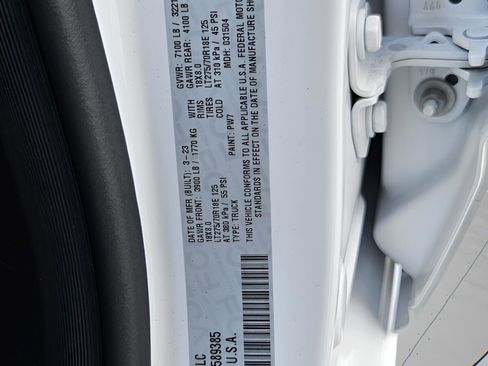 DATE OF MFR (BUILT): 3-23 GVWR: 7100 LB / 3221
GAWR FRONT: 3900 LB / 1770 KG WITH GAWR REAR: 4100 LB
18X8.0 RIMS 18X8.0
LT275/70R18E 125 TIRES LT275/70R18E 125
AT 380 kPa / 55 PSI COLD AT 310 kPa / 45 PSI
TYPE: TRUCK PAINT: PW7 MDH: 031504
THIS VEHICLE CONFORMS TO ALL APPLICABLE U.S.A. FEDERAL MOTOR
STANDARDS IN EFFECT ON THE DATE OF MANUFACTURE SHO
LC
589385
U.S.A.